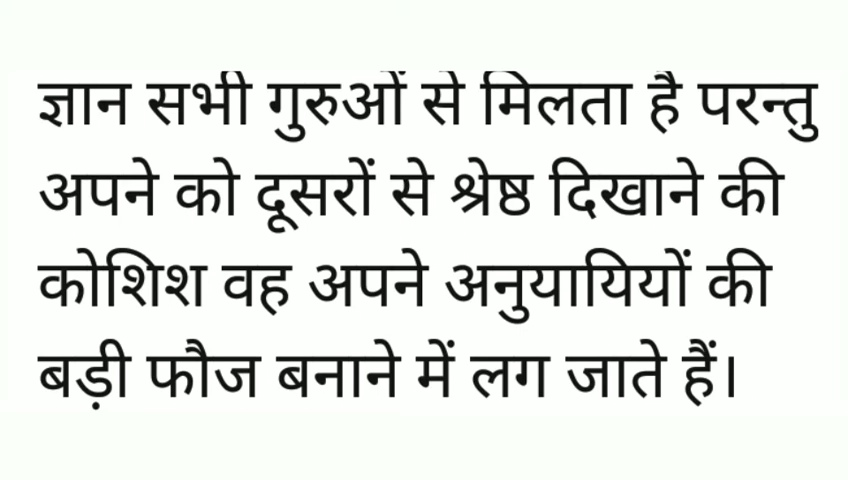 ज्ञान सभी गुरुओं से मिलता है परन्तु
अपने को दूसरों से श्रेष्ठ दिखाने की
कोशिश वह अपने अनुयायियों की
बड़ी फौज बनाने में लग जाते हैं।